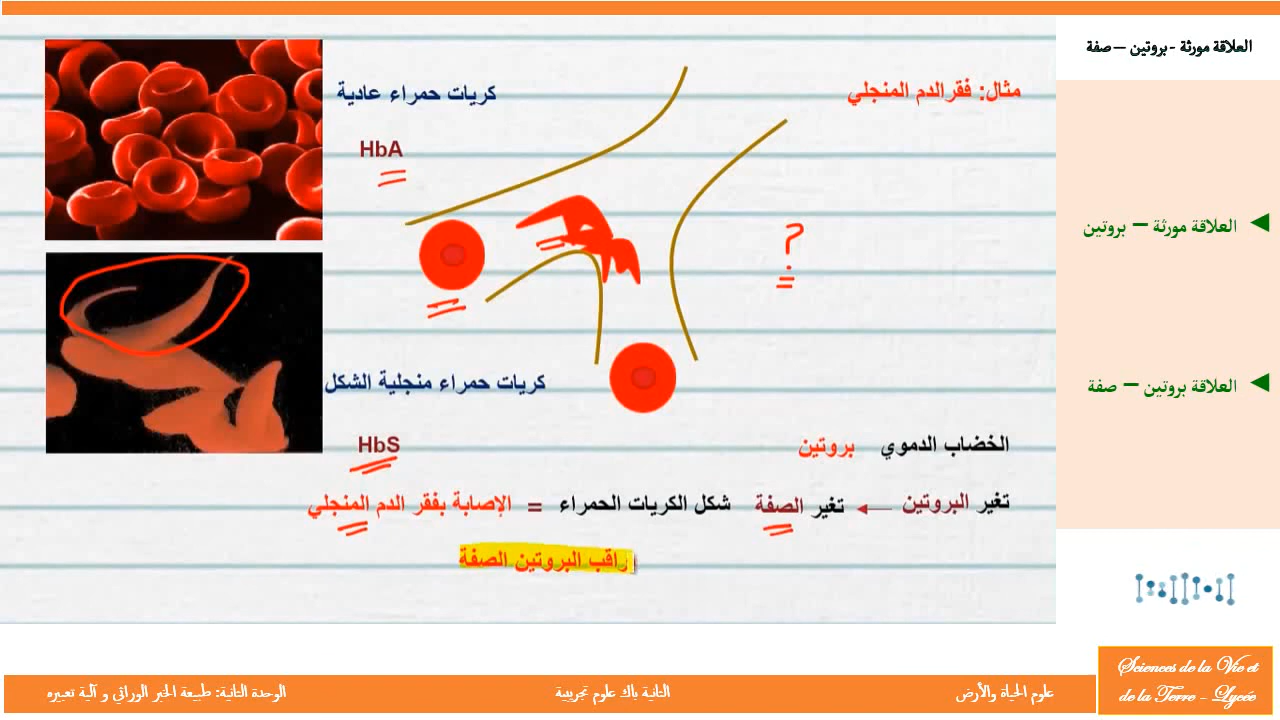 العلاقة مورثة - بروتين – صفة
مثال: فقرالدم المنجلي
كريات حمراء عادية
HbA
?
العلاقة مورثة – بروتين
العلاقة بروتين – صفة
كريات حمراء منجلية الشكل
HbS
الخضاب الدموي بروتين
تغير البروتين ← تغير الصفة شكل الكريات الحمراء = الإصابة بفقر الدم المنجلي
راقب البروتين الصفة
Sciences de la Vie et
de la Terre - Lycée
علوم الحياة والأرض
الثانية باك علوم تجريبية
الوحدة الثانية: طبيعة الخبر الوراثي و آلية تعبيره